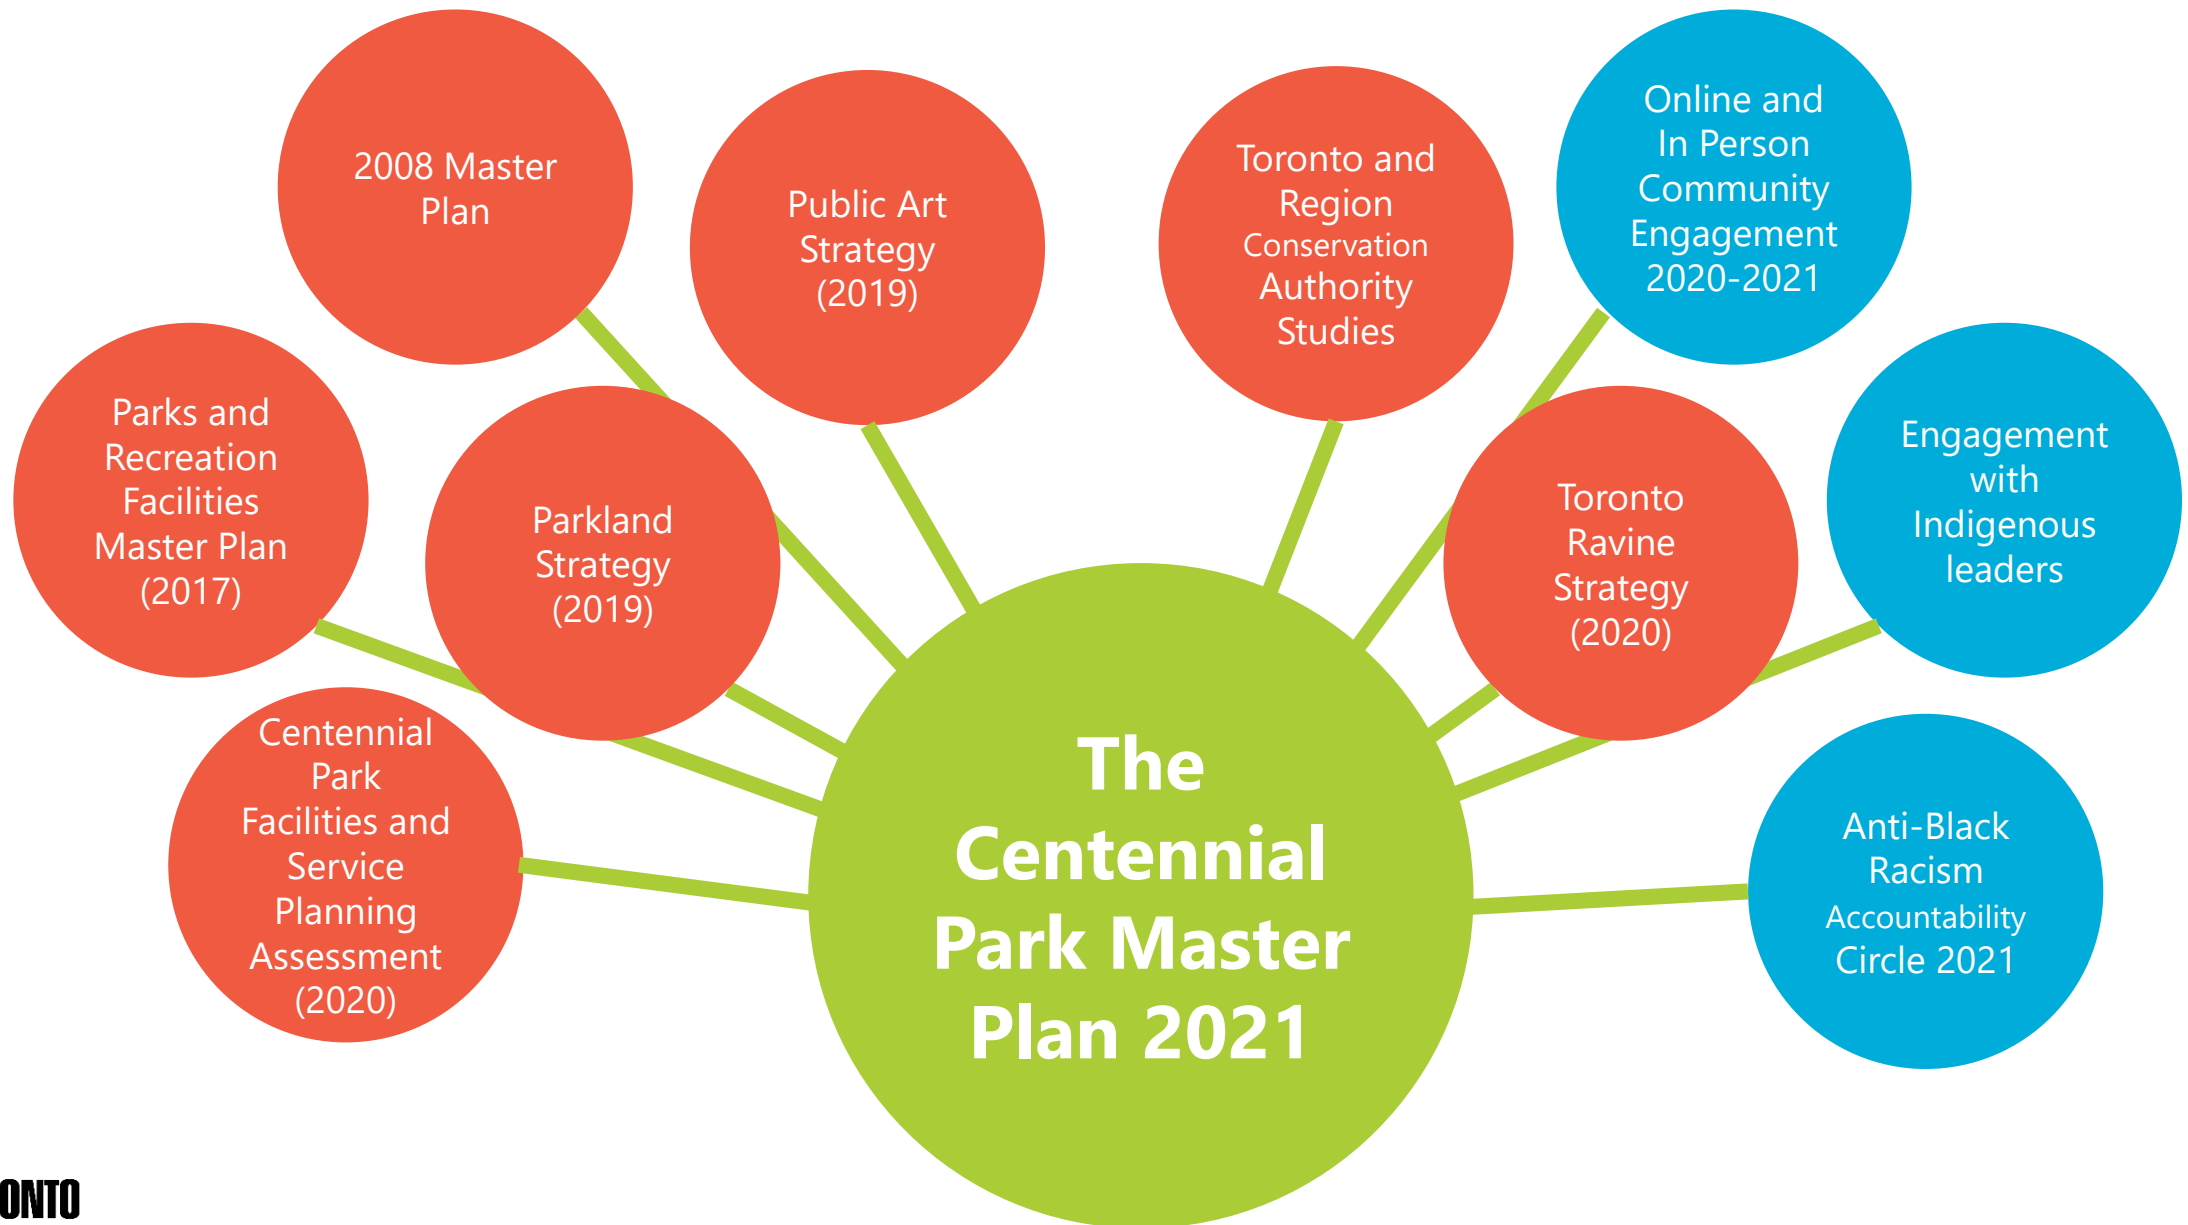 2008 Master
Plan
Public Art
Strategy
(2019)
Toronto and
Region
Conservation
Authority
Studies
Online and
In Person
Community
Engagement
2020-2021
Parks and
Recreation
Facilities
Master Plan
(2017)
Parkland
Strategy
(2019)
Toronto
Ravine
Strategy
(2020)
Engagement
with
Indigenous
leaders
Centennial
Park
Facilities and
Service
Planning
Assessment
(2020)
The
Centennial
Park Master
Plan 2021
Anti-Black
Racism
Accountability
Circle 2021
ONTO